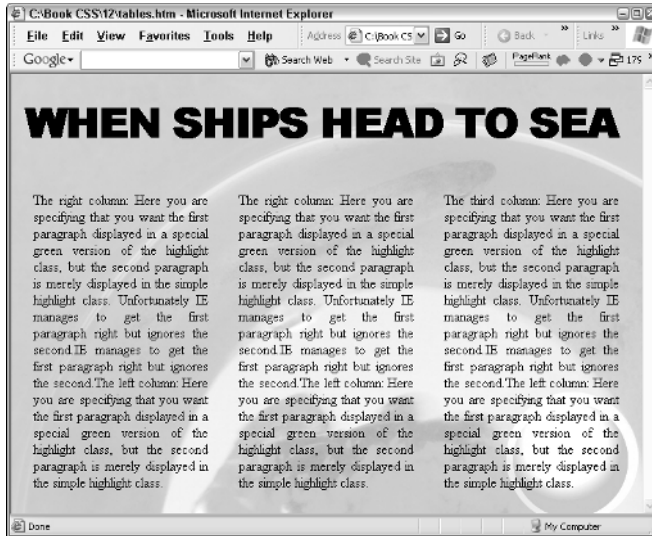 C:\Book CSS\12\tables.htm - Microsoft Internet Explorer
File Edit View Favorites Tools Help Address C:\Book CS Go Back » Links »
Google Search Web Search Site PageRank 179 »
WHEN SHIPS HEAD TO SEA
The right column: Here you are
specifying that you want the first
paragraph displayed in a special
green version of the highlight
class, but the second paragraph
is merely displayed in the simple
highlight class. Unfortunately IE
manages to get the first
paragraph right but ignores the
second.IE manages to get the
first paragraph right but ignores
the second.The left column: Here
you are specifying that you want
the first paragraph displayed in a
special green version of the
highlight class, but the second
paragraph is merely displayed in
the simple highlight class.
The right column: Here you are
specifying that you want the first
paragraph displayed in a special
green version of the highlight
class, but the second paragraph
is merely displayed in the simple
highlight class. Unfortunately IE
manages to get the first
paragraph right but ignores the
second.IE manages to get the
first paragraph right but ignores
the second.The left column: Here
you are specifying that you want
the first paragraph displayed in a
special green version of the
highlight class, but the second
paragraph is merely displayed in
the simple highlight class.
The third column: Here you are
specifying that you want the first
paragraph displayed in a special
green version of the highlight
class, but the second paragraph
is merely displayed in the simple
highlight class. Unfortunately IE
manages to get the first
paragraph right but ignores the
second.IE manages to get the
first paragraph right but ignores
the second.The left column: Here
you are specifying that you want
the first paragraph displayed in a
special green version of the
highlight class, but the second
paragraph is merely displayed in
the simple highlight class.
Done My Computer